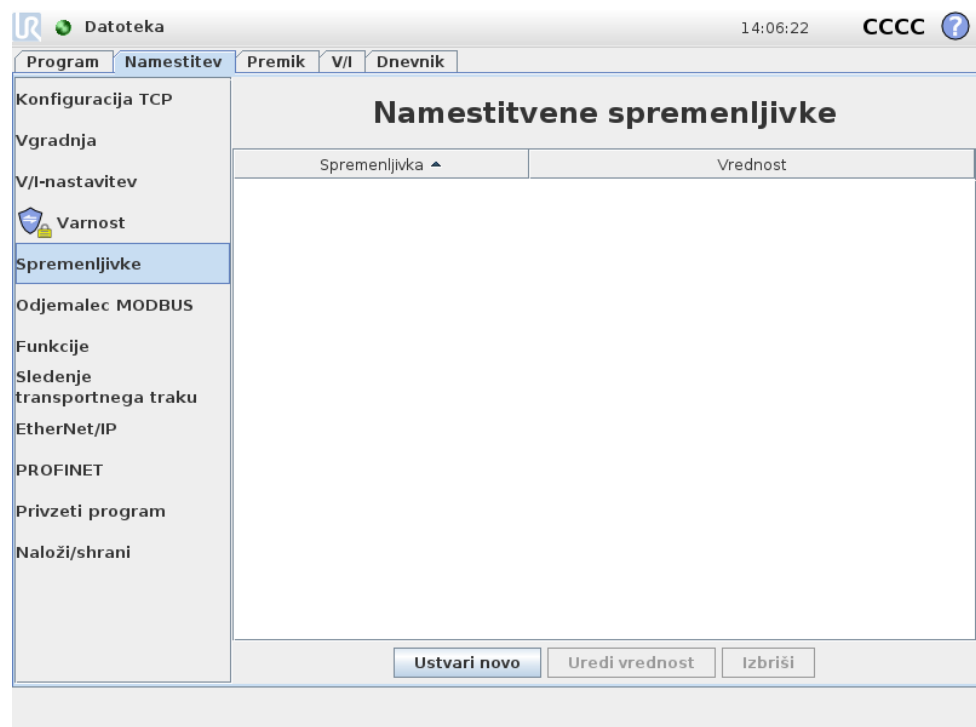 UR Datoteka 14:06:22 CCCC ?
Program Namestitev Premik V/I Dnevnik
Konfiguracija TCP
Vgradnja
V/I-nastavitev
Varnost
Spremenljivke
Odjemalec MODBUS
Funkcije
Sledenje
transportnega traku
EtherNet/IP
PROFINET
Privzeti program
Naloži/shrani
Namestitvene spremenljivke
Spremenljivka Vrednost
Ustvari novo Uredi vrednost Izbriši